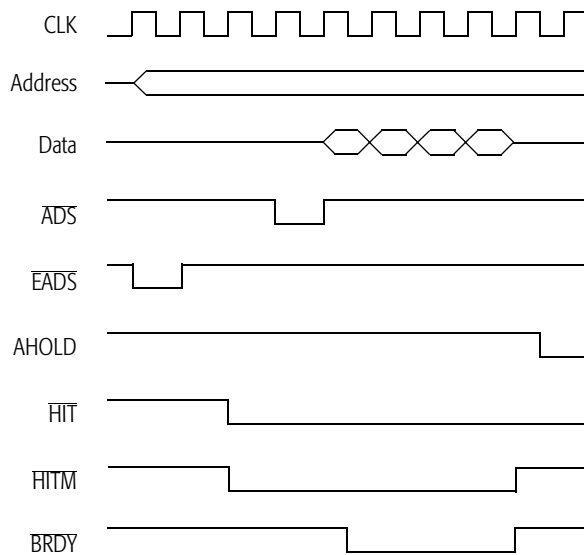 CLK
Address
Data
ADS
EADS
AHOLD
HIT
HITM
BRDY